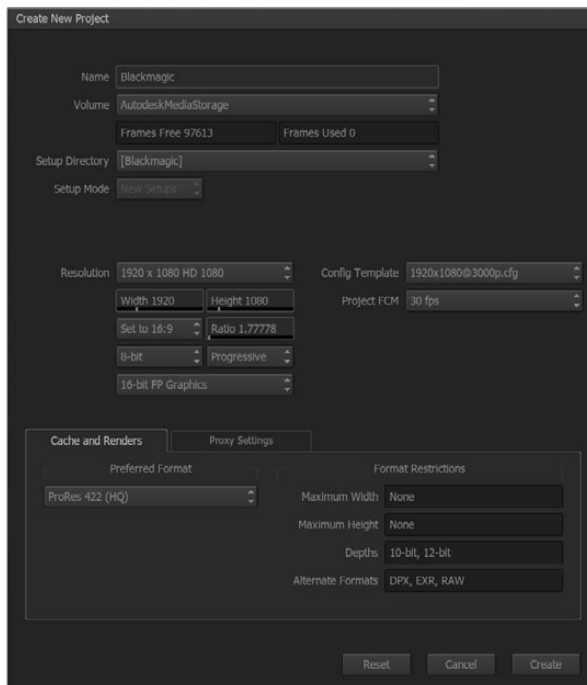 Create New Project
Name Blackmagic
Volume AutodeskMediaStorage
Frames Free 97613 Frames Used 0
Setup Directory [Blackmagic]
Setup Mode New Setups
Resolution 1920 x 1080 HD 1080 Config Template 1920x1080@3000p.cfg
Width 1920 Height 1080 Project FCM 30 fps
Set to 16:9 Ratio 1.77778
8-bit Progressive
16-bit FP Graphics
Cache and Renders Proxy Settings
Preferred Format Format Restrictions
ProRes 422 (HQ) Maximum Width None
Maximum Height None
Depths 10-bit, 12-bit
Alternate Formats DPX, EXR, RAW
Reset Cancel Create